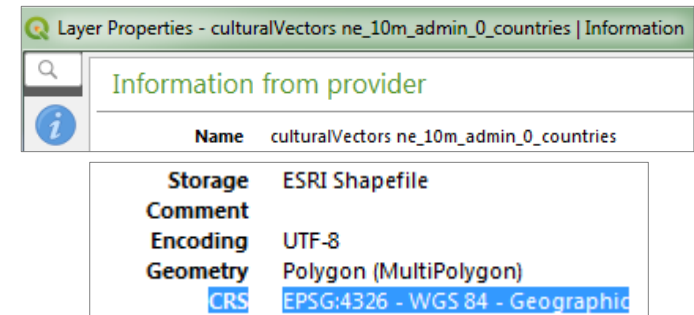 Layer Properties - culturalVectors ne_10m_admin_0_countries | Information
Information from provider
Name culturalVectors ne_10m_admin_0_countries
Storage ESRI Shapefile
Comment
Encoding UTF-8
Geometry Polygon (MultiPolygon)
CRS EPSG:4326 - WGS 84 - Geographic